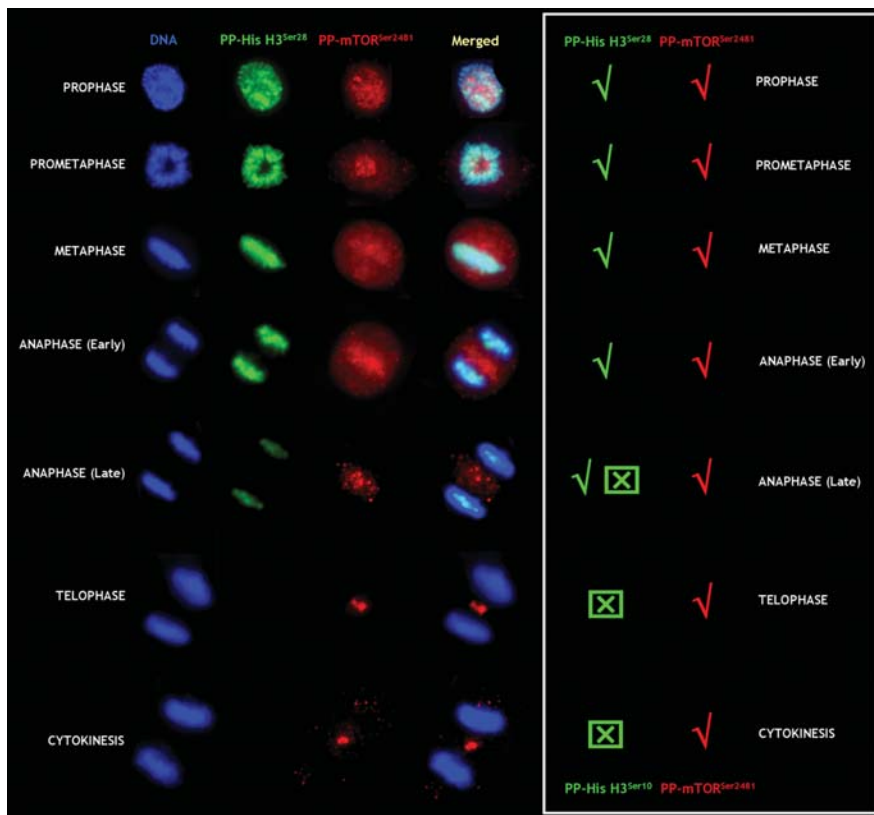 DNA PP-His H3Ser28 PP-mTORSer2481 Merged PP-His H3Ser28 PP-mTORSer2481
PROPHASE √ √ PROPHASE
PROMETAPHASE √ √ PROMETAPHASE
METAPHASE √ √ METAPHASE
ANAPHASE (Early) √ √ ANAPHASE (Early)
ANAPHASE (Late) √ ☒ √ ANAPHASE (Late)
TELOPHASE ☒ √ TELOPHASE
CYTOKINESIS ☒ √ CYTOKINESIS
PP-His H3Ser10 PP-mTORSer2481